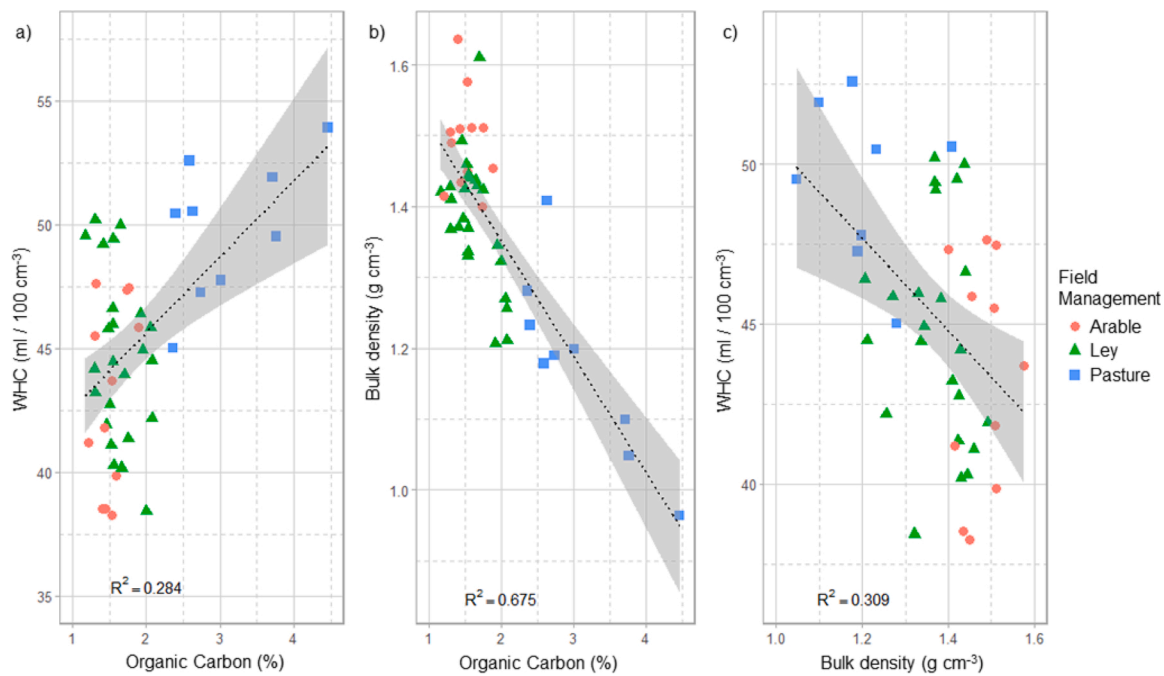 a)
WHC (ml / 100 cm⁻³)
55
50
45
40
35
R² = 0.284
1 2 3 4
Organic Carbon (%)
b)
Bulk density (g cm⁻³)
1.6
1.4
1.2
1.0
R² = 0.675
1 2 3 4
Organic Carbon (%)
c)
WHC (ml / 100 cm⁻³)
50
45
40
R² = 0.309
1.0 1.2 1.4 1.6
Bulk density (g cm⁻³)
Field
Management
Arable
Ley
Pasture